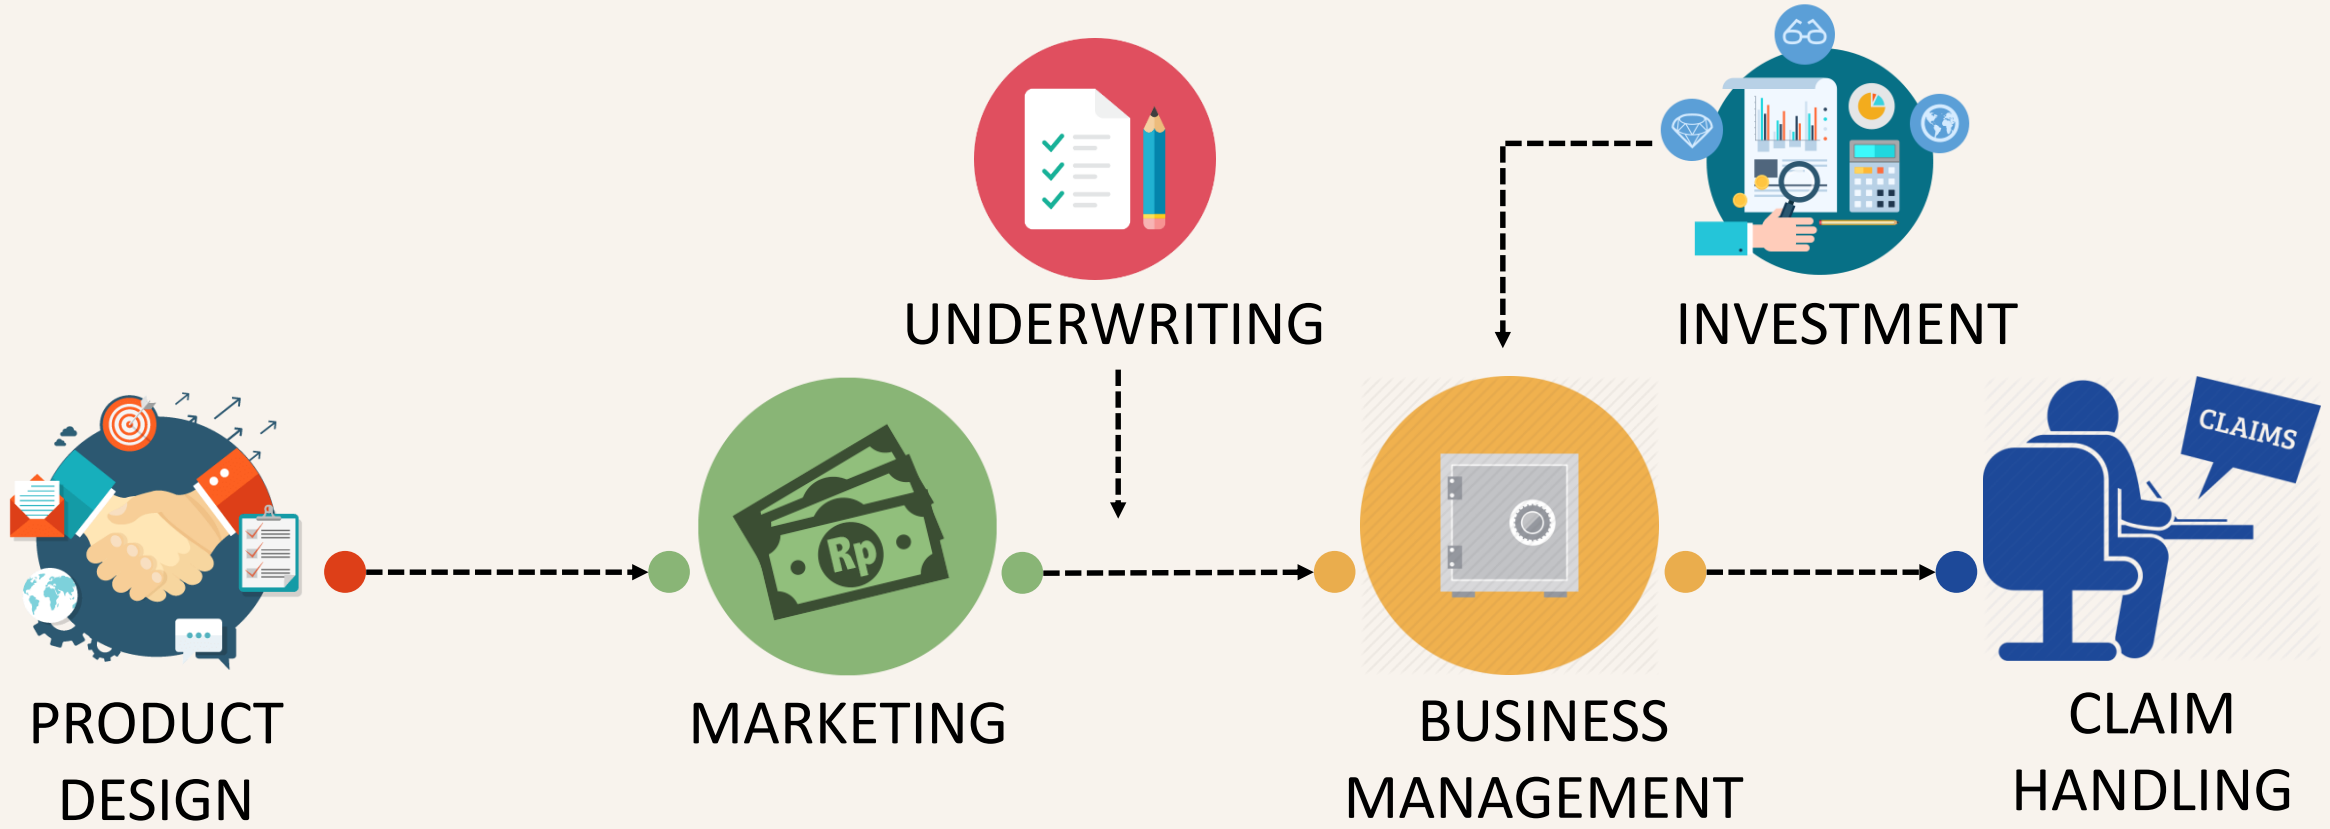 UNDERWRITING
INVESTMENT
CLAIMS
Rp
PRODUCT
DESIGN
MARKETING
BUSINESS
MANAGEMENT
CLAIM
HANDLING